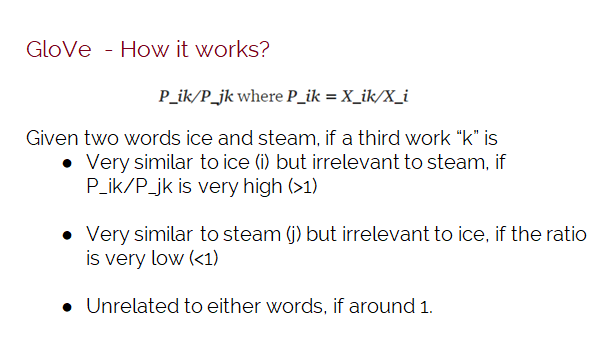 GloVe - How it works?
P_ik/P_jk where P_ik = X_ik/X_i
Given two words ice and steam, if a third work “k” is
● Very similar to ice (i) but irrelevant to steam, if
P_ik/P_jk is very high (>1)
● Very similar to steam (j) but irrelevant to ice, if the ratio
is very low (<1)
● Unrelated to either words, if around 1.